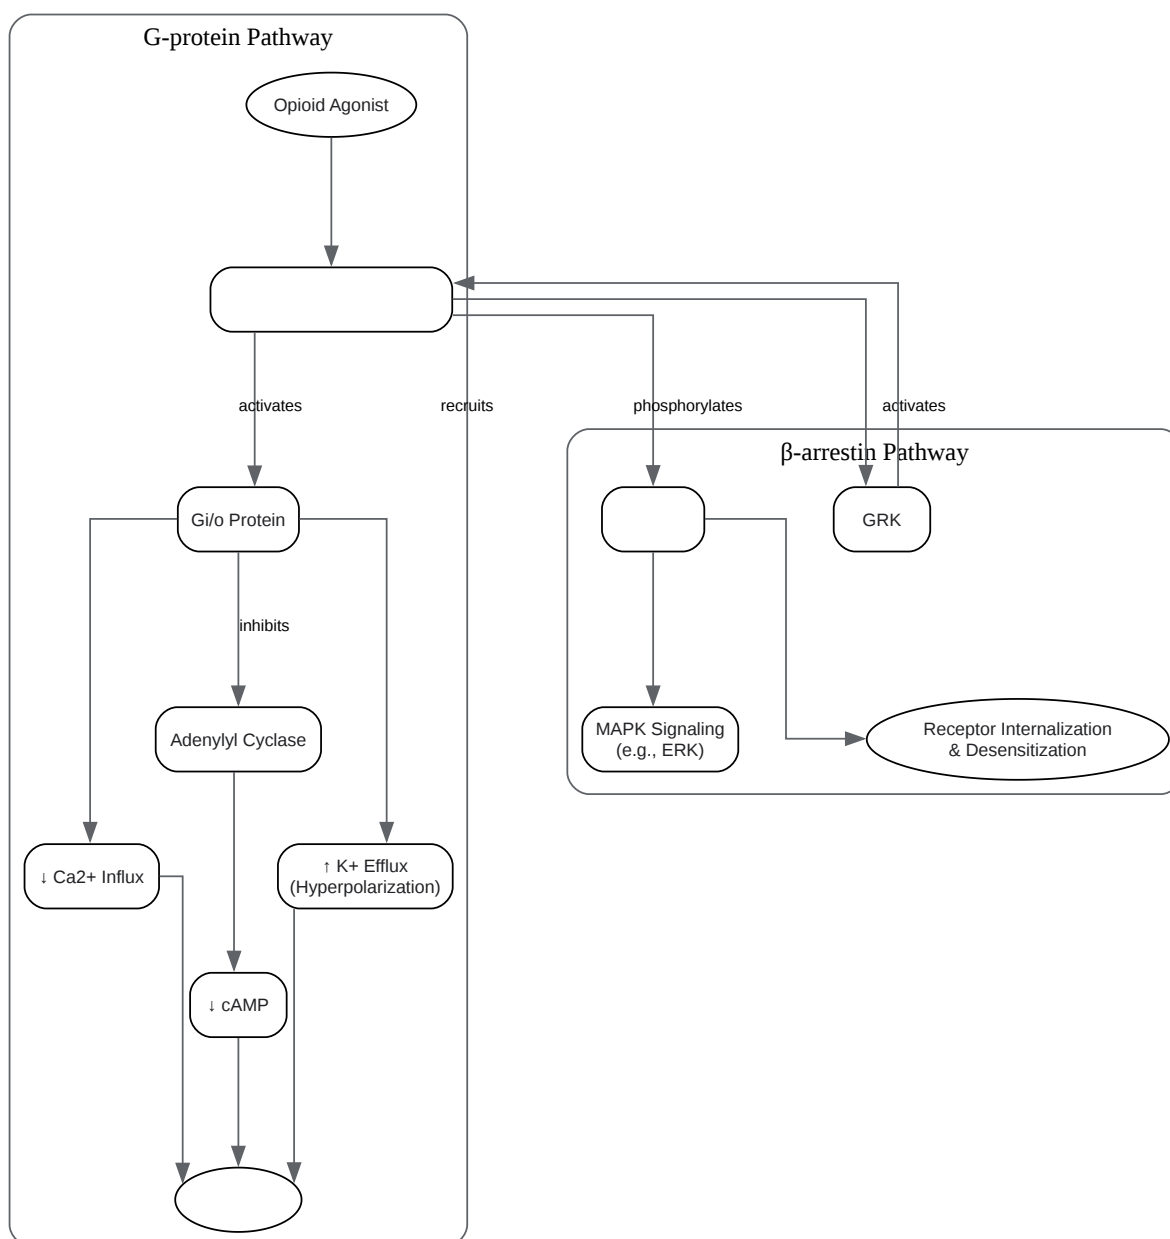 G-protein Pathway
Opioid Agonist
activates
recruits
phosphorylates
activates
β-arrestin Pathway
Gi/o Protein
GRK
inhibits
Adenylyl Cyclase
MAPK Signaling
(e.g., ERK)
Receptor Internalization
& Desensitization
↓ Ca2+ Influx
↑ K+ Efflux
(Hyperpolarization)
↓ cAMP